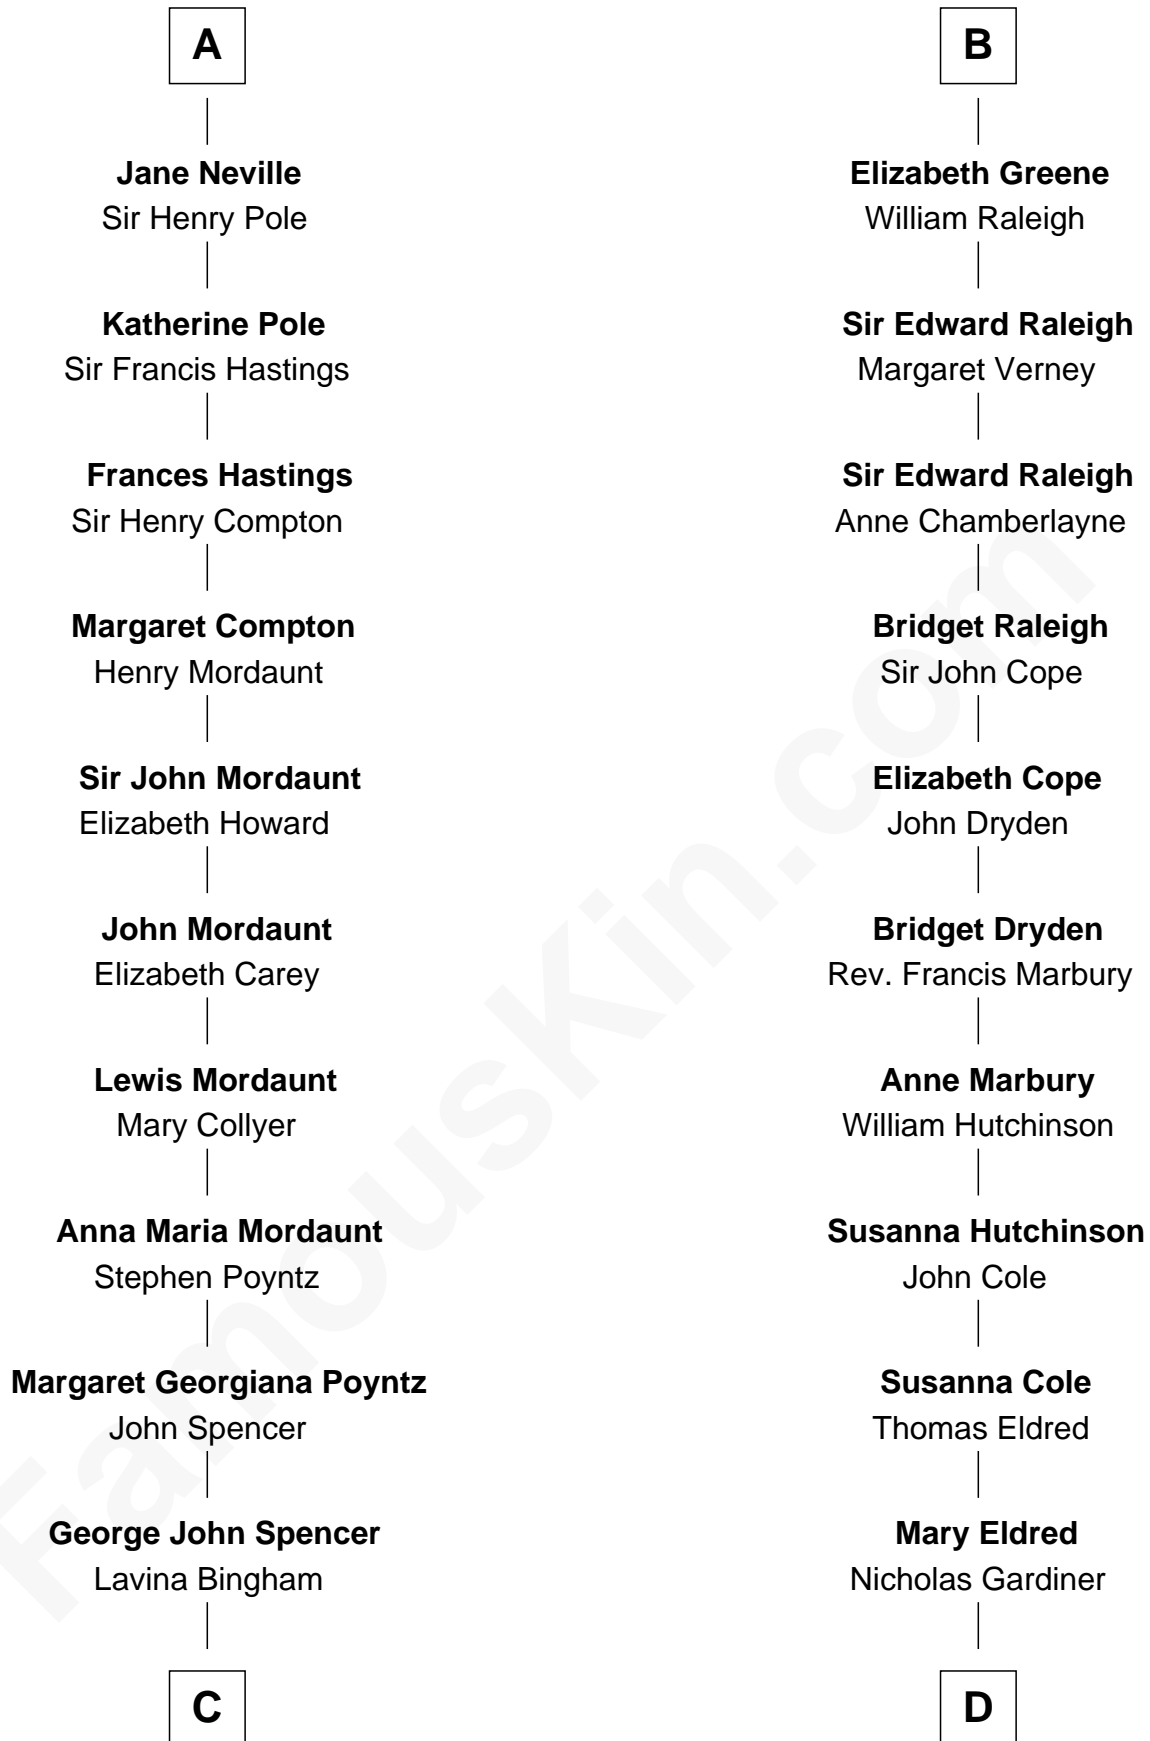 A
Jane Neville
Sir Henry Pole
Katherine Pole
Sir Francis Hastings
Frances Hastings
Sir Henry Compton
Margaret Compton
Henry Mordaunt
Sir John Mordaunt
Elizabeth Howard
John Mordaunt
Elizabeth Carey
Lewis Mordaunt
Mary Collyer
Anna Maria Mordaunt
Stephen Poyntz
Margaret Georgiana Poyntz
John Spencer
George John Spencer
Lavina Bingham
C
B
Elizabeth Greene
William Raleigh
Sir Edward Raleigh
Margaret Verney
Sir Edward Raleigh
Anne Chamberlayne
Bridget Raleigh
Sir John Cope
Elizabeth Cope
John Dryden
Bridget Dryden
Rev. Francis Marbury
Anne Marbury
William Hutchinson
Susanna Hutchinson
John Cole
Susanna Cole
Thomas Eldred
Mary Eldred
Nicholas Gardiner
D
FamousKin.com